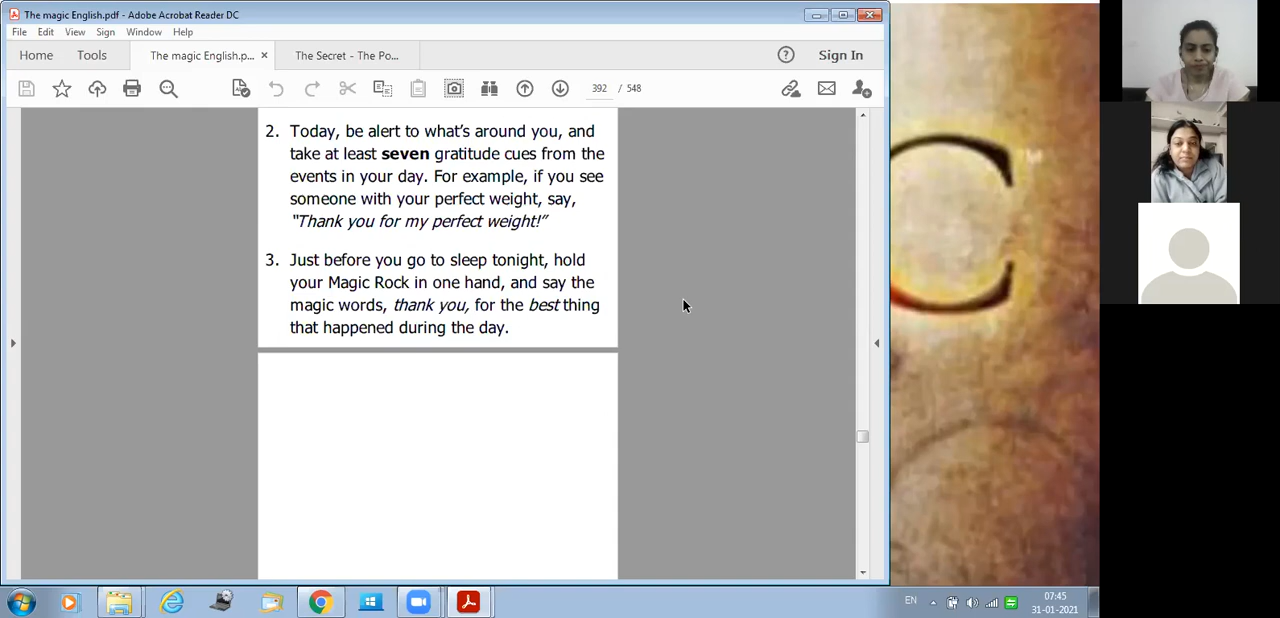 The magic English.pdf - Adobe Acrobat Reader DC
File Edit View Sign Window Help
Home Tools The magic English.p... × The Secret - The Po... Sign In
392 / 548
2. Today, be alert to what's around you, and
take at least seven gratitude cues from the
events in your day. For example, if you see
someone with your perfect weight, say,
"Thank you for my perfect weight!"
3. Just before you go to sleep tonight, hold
your Magic Rock in one hand, and say the
magic words, thank you, for the best thing
that happened during the day.
EN
07:45
31-01-2021